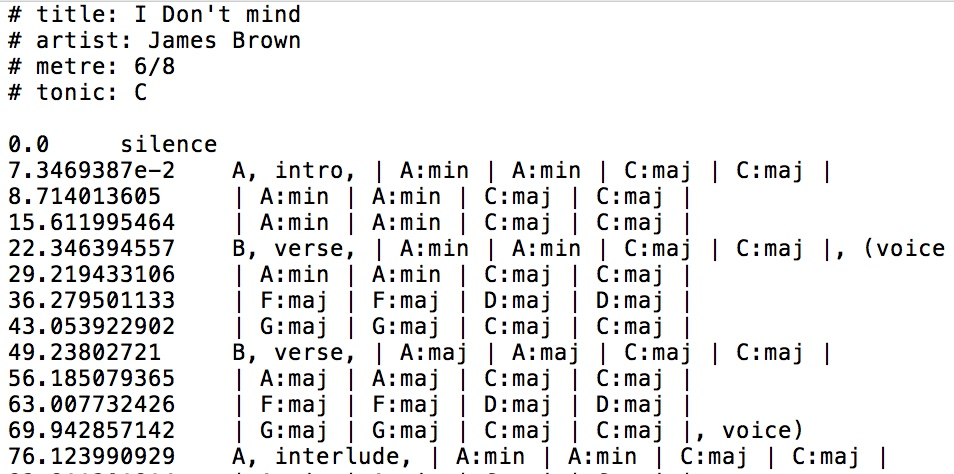 # title: I Don't mind
# artist: James Brown
# metre: 6/8
# tonic: C
0.0 silence
7.3469387e-2 A, intro, | A:min | A:min | C:maj | C:maj |
8.714013605 | A:min | A:min | C:maj | C:maj |
15.611995464 | A:min | A:min | C:maj | C:maj |
22.346394557 B, verse, | A:min | A:min | C:maj | C:maj |, (voice
29.219433106 | A:min | A:min | C:maj | C:maj |
36.279501133 | F:maj | F:maj | D:maj | D:maj |
43.053922902 | G:maj | G:maj | C:maj | C:maj |
49.23802721 B, verse, | A:maj | A:maj | C:maj | C:maj |
56.185079365 | A:maj | A:maj | C:maj | C:maj |
63.007732426 | F:maj | F:maj | D:maj | D:maj |
69.942857142 | G:maj | G:maj | C:maj | C:maj |, voice)
76.123990929 A, interlude, | A:min | A:min | C:maj | C:maj |